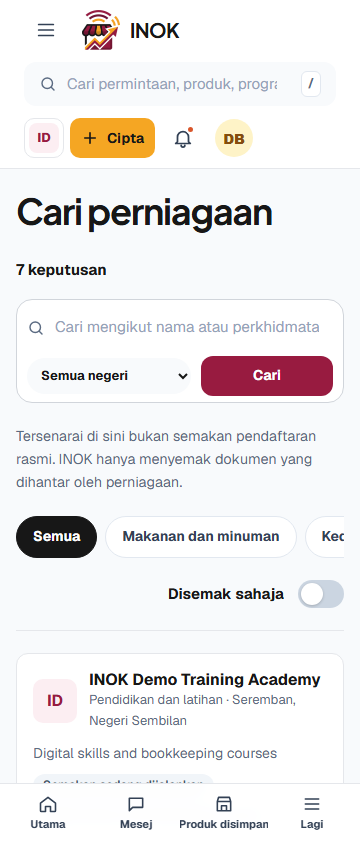 INOK
Cari permintaan, produk, progra
/
ID
Cipta
DB
Cari perniagaan
7 keputusan
Cari mengikut nama atau perkhidmata
Semua negeri
Cari
Tersenarai di sini bukan semakan pendaftaran
rasmi. INOK hanya menyemak dokumen yang
dihantar oleh perniagaan.
Semua
Makanan dan minuman
Disemak sahaja
ID
INOK Demo Training Academy
Pendidikan dan latihan · Seremban,
Negeri Sembilan
Digital skills and bookkeeping courses
Utama
Mesej
Produk disimpan
Lagi